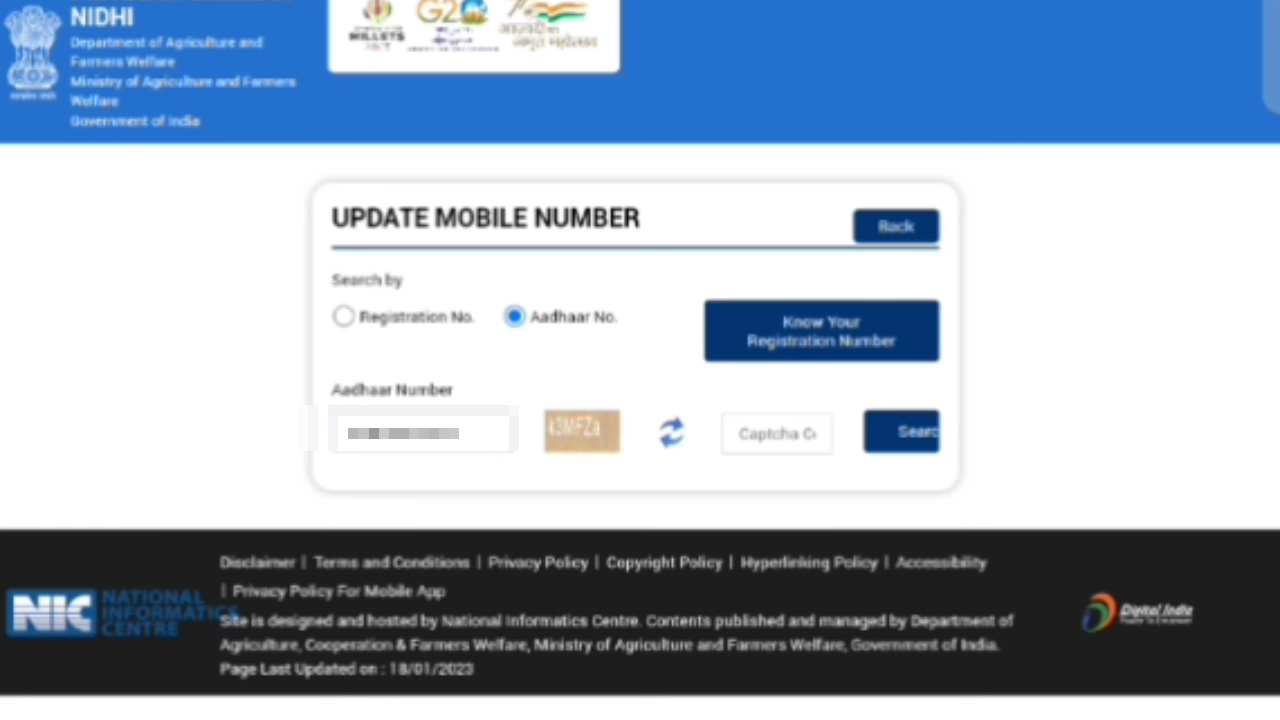 NIDHI
Department of Agriculture and
Farmers Welfare
Ministry of Agriculture and Farmers
Welfare
Government of India
MILLETS
G20
UPDATE MOBILE NUMBER
Back
Search by
Registration No.
Aadhaar No.
Know Your
Registration Number
Aadhaar Number
k3MFZa
Captcha C
Searc
Disclaimer | Terms and Conditions | Privacy Policy | Copyright Policy | Hyperlinking Policy | Accessibility
| Privacy Policy For Mobile App
NIC
NATIONAL
INFORMATICS
CENTRE
Site is designed and hosted by National Informatics Centre. Contents published and managed by Department of
Agriculture, Cooperation & Farmers Welfare, Ministry of Agriculture and Farmers Welfare, Government of India.
Page Last Updated on : 18/01/2023
Digital India